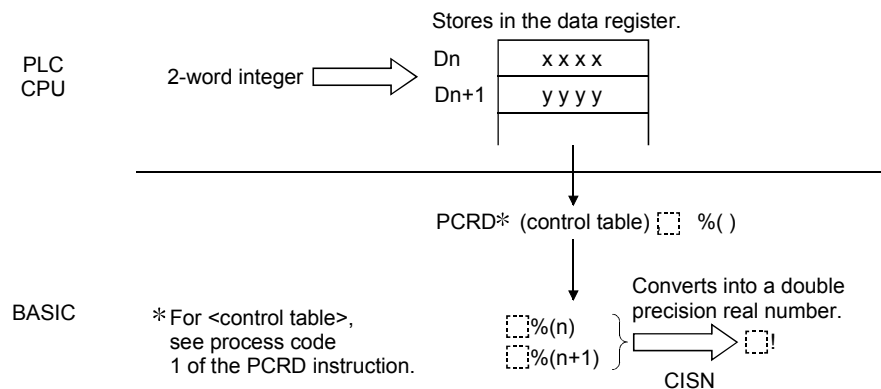 Stores in the data register.
PLC
CPU
2-word integer
Dn
x x x x
Dn+1
y y y y
PCRD* (control table) %( )
Converts into a double
precision real number.
BASIC
*For <control table>,
see process code
1 of the PCRD instruction.
%(n)
%(n+1)
!
CISN